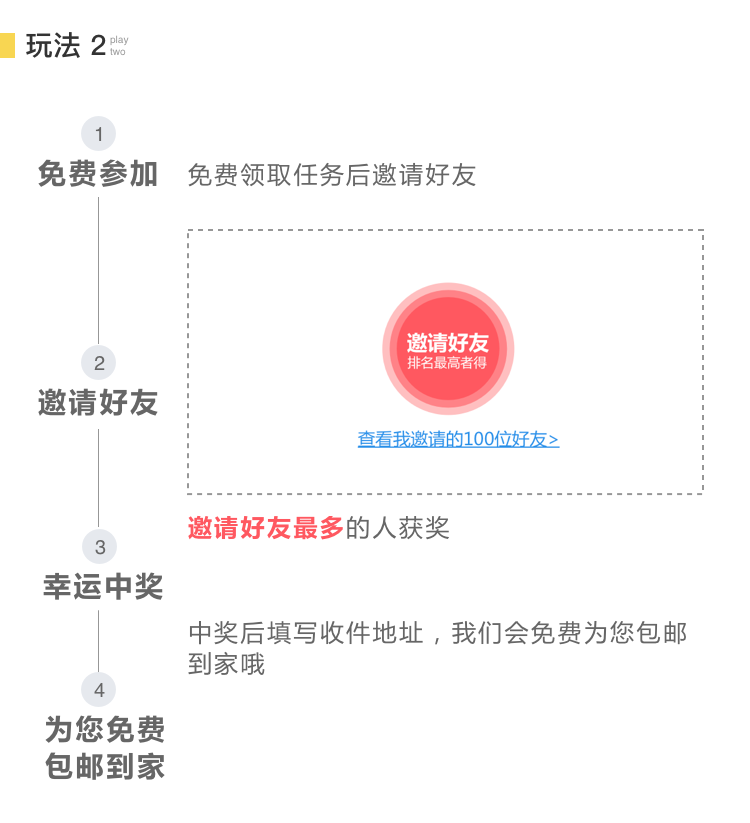 玩法 2 play
two
1
免费参加 免费领取任务后邀请好友
邀请好友
排名最高者得
2
邀请好友
查看我邀请的100位好友>
邀请好友最多的人获奖
3
幸运中奖
中奖后填写收件地址，我们会免费为您包邮
到家哦
4
为您免费
包邮到家